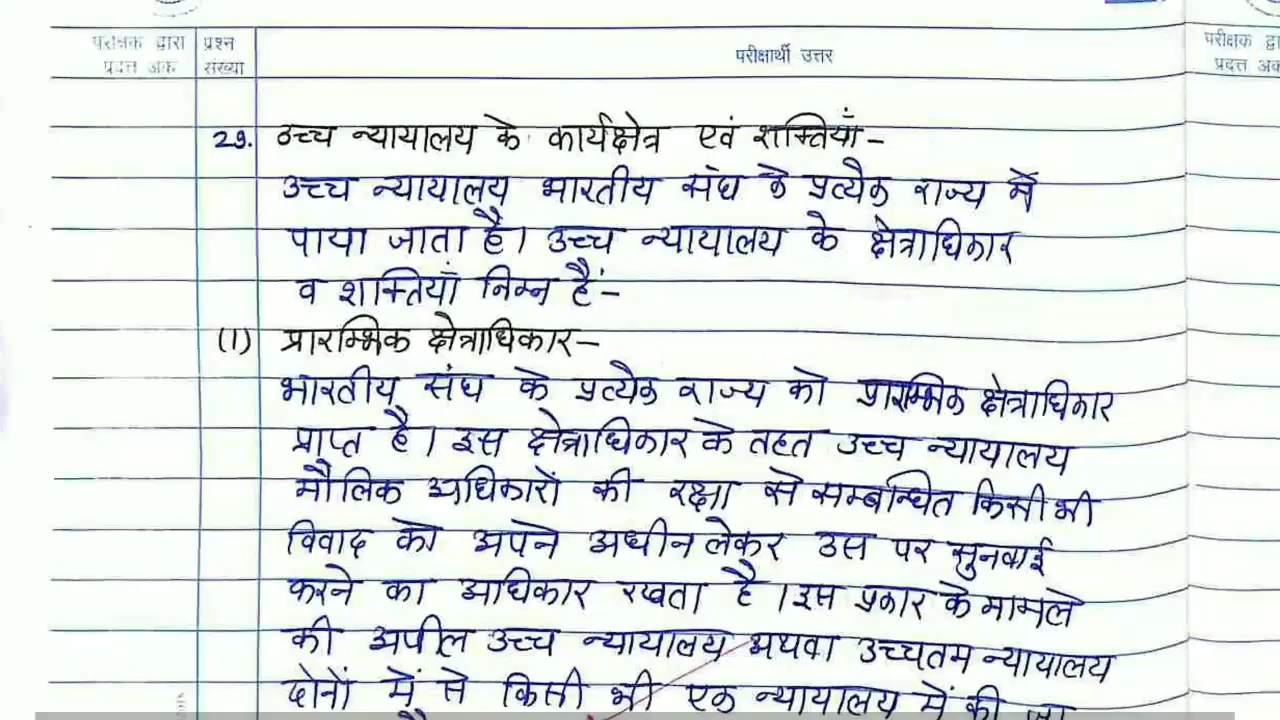 परीक्षक द्वारा
प्रदत्त अंक
प्रश्न
संख्या
परीक्षार्थी उत्तर
परीक्षक द्वा
प्रदत्त अंक
29. उच्च न्यायालय के कार्यक्षेत्र एवं शक्तियाँ -
उच्च न्यायालय भारतीय संघ के प्रत्येक राज्य में
पाया जाता है। उच्च न्यायालय के क्षेत्राधिकार
व शक्तियाँ निम्न हैं -
(1) प्रारम्भिक क्षेत्राधिकार -
भारतीय संघ के प्रत्येक राज्य को प्रारम्भिक क्षेत्राधिकार
प्राप्त है। इस क्षेत्राधिकार के तहत उच्च न्यायालय
मौलिक अधिकारों की रक्षा से सम्बन्धित किसी भी
विवाद को अपने अधीन लेकर उस पर सुनवाई
करने का अधिकार रखता है। इस प्रकार के मामले
की अपील उच्च न्यायालय अथवा उच्चतम न्यायालय
दोनों में से किसी भी एक न्यायालय में की जा